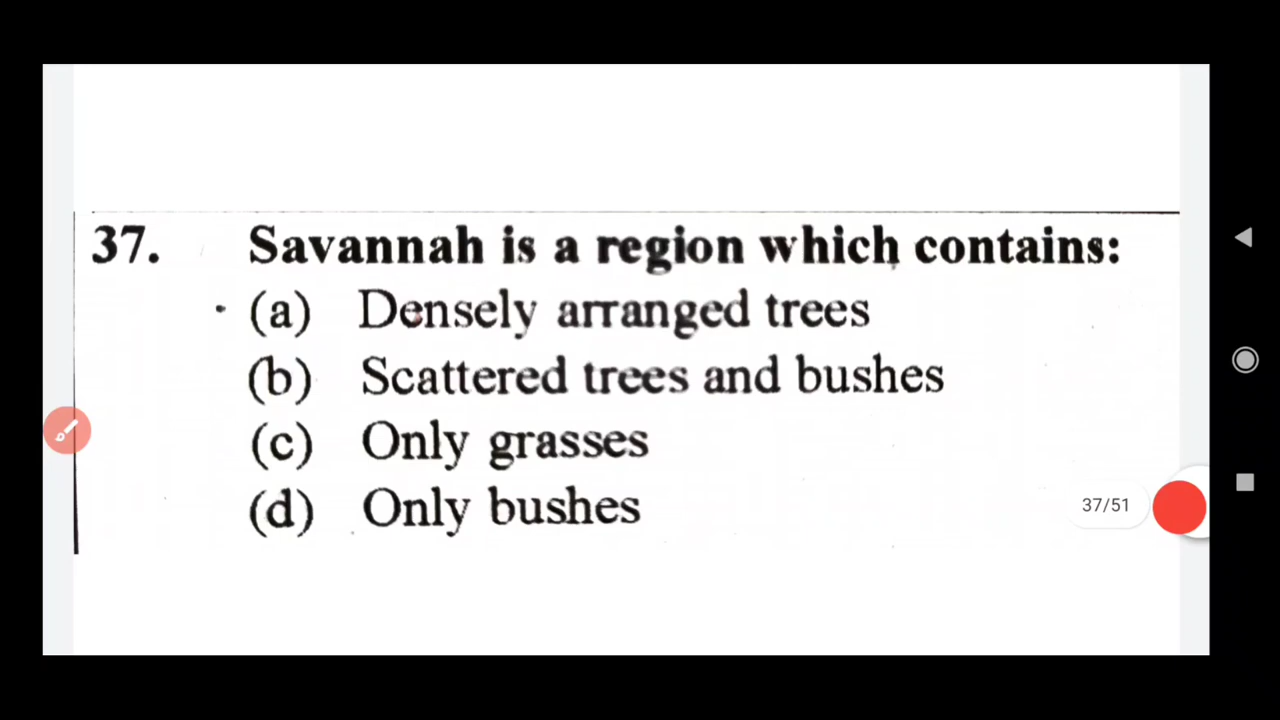 37. Savannah is a region which contains:
(a) Densely arranged trees
(b) Scattered trees and bushes
(c) Only grasses
(d) Only bushes
37/51